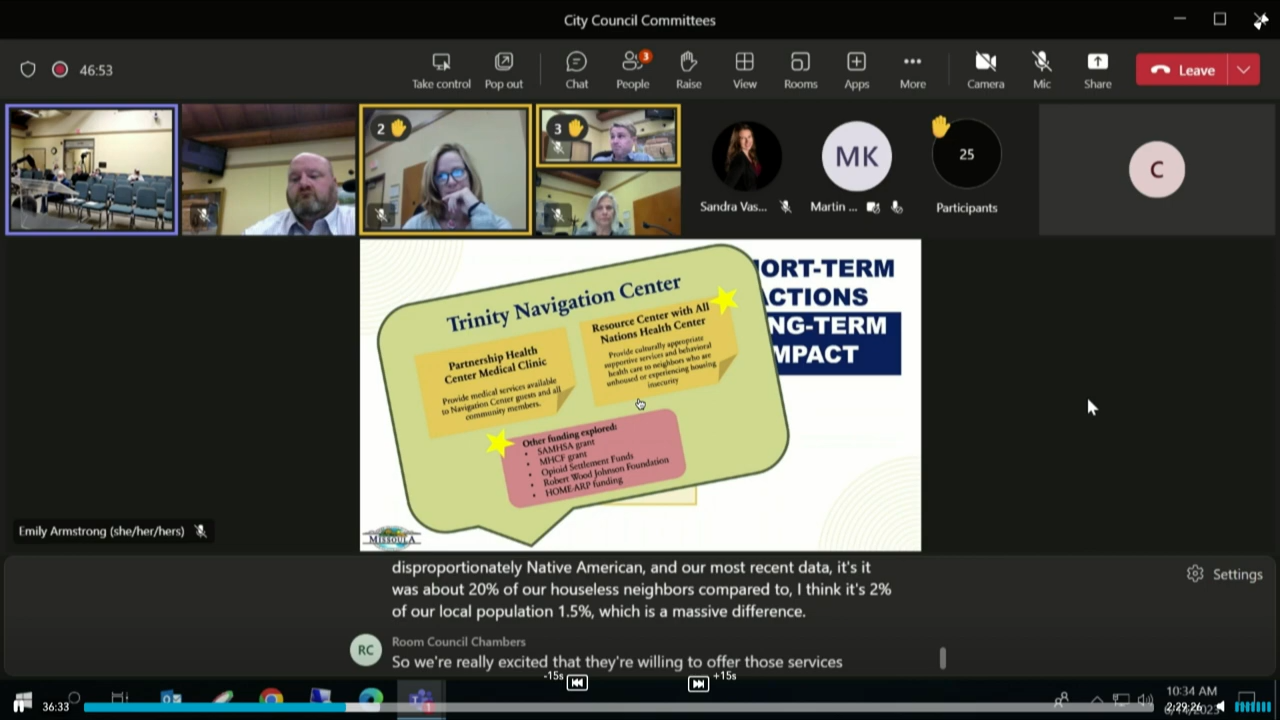 City Council Committees
46:53
Take control
Pop out
Chat
3
People
Raise
View
Rooms
Apps
More
Camera
Mic
Share
Leave
2
3
Sandra Vas...
MK
Martin ...
25
Participants
C
Trinity Navigation Center
Partnership Health
Center Medical Clinic
Provide medical services available
to Navigation Center guests and all
community members.
Resource Center with All
Nations Health Center
Provide culturally appropriate
supportive services and behavioral
health care to neighbors who are
unhoused or experiencing housing
insecurity
Other funding explored:
• SAMHSA grant
• MHCF grant
• Opioid Settlement Funds
• Robert Wood Johnson Foundation
• HOME-ARP funding
ORT-TERM
ACTIONS
NG-TERM
MPACT
MISSOULA
Emily Armstrong (she/her/hers)
disproportionately Native American, and our most recent data, it's it
was about 20% of our houseless neighbors compared to, I think it's 2%
of our local population 1.5%, which is a massive difference.
Settings
RC
Room Council Chambers
So we're really excited that they're willing to offer those services
-15s
+15s
10:34 AM
36:33
2:29:26